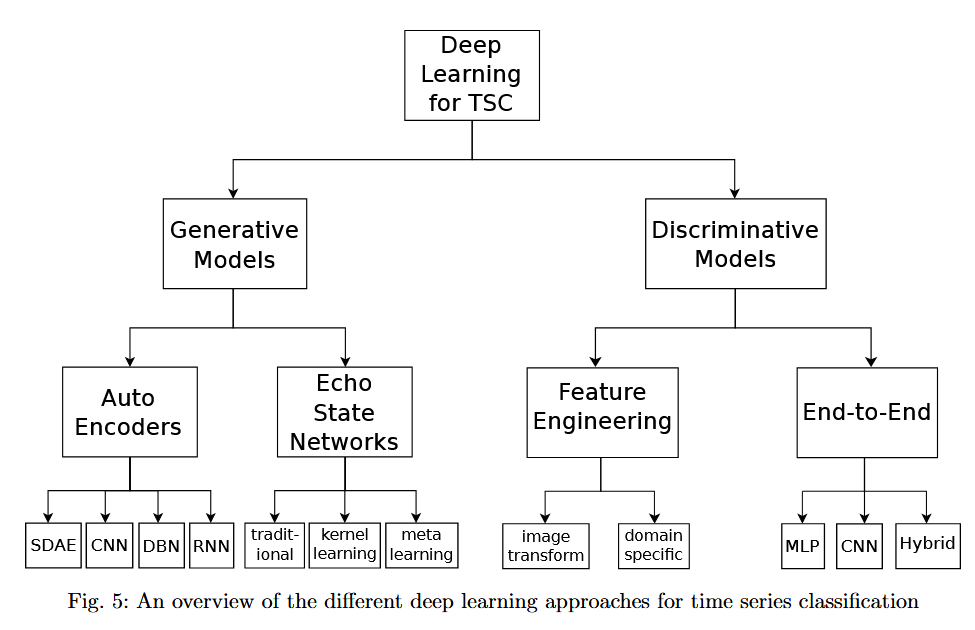 Deep
Learning
for TSC
Generative
Models
Discriminative
Models
Auto
Encoders
Echo
State
Networks
Feature
Engineering
End-to-End
SDAE
CNN
DBN
RNN
tradit-
ional
kernel
learning
meta
learning
image
transform
domain
specific
MLP
CNN
Hybrid
Fig. 5: An overview of the different deep learning approaches for time series classification